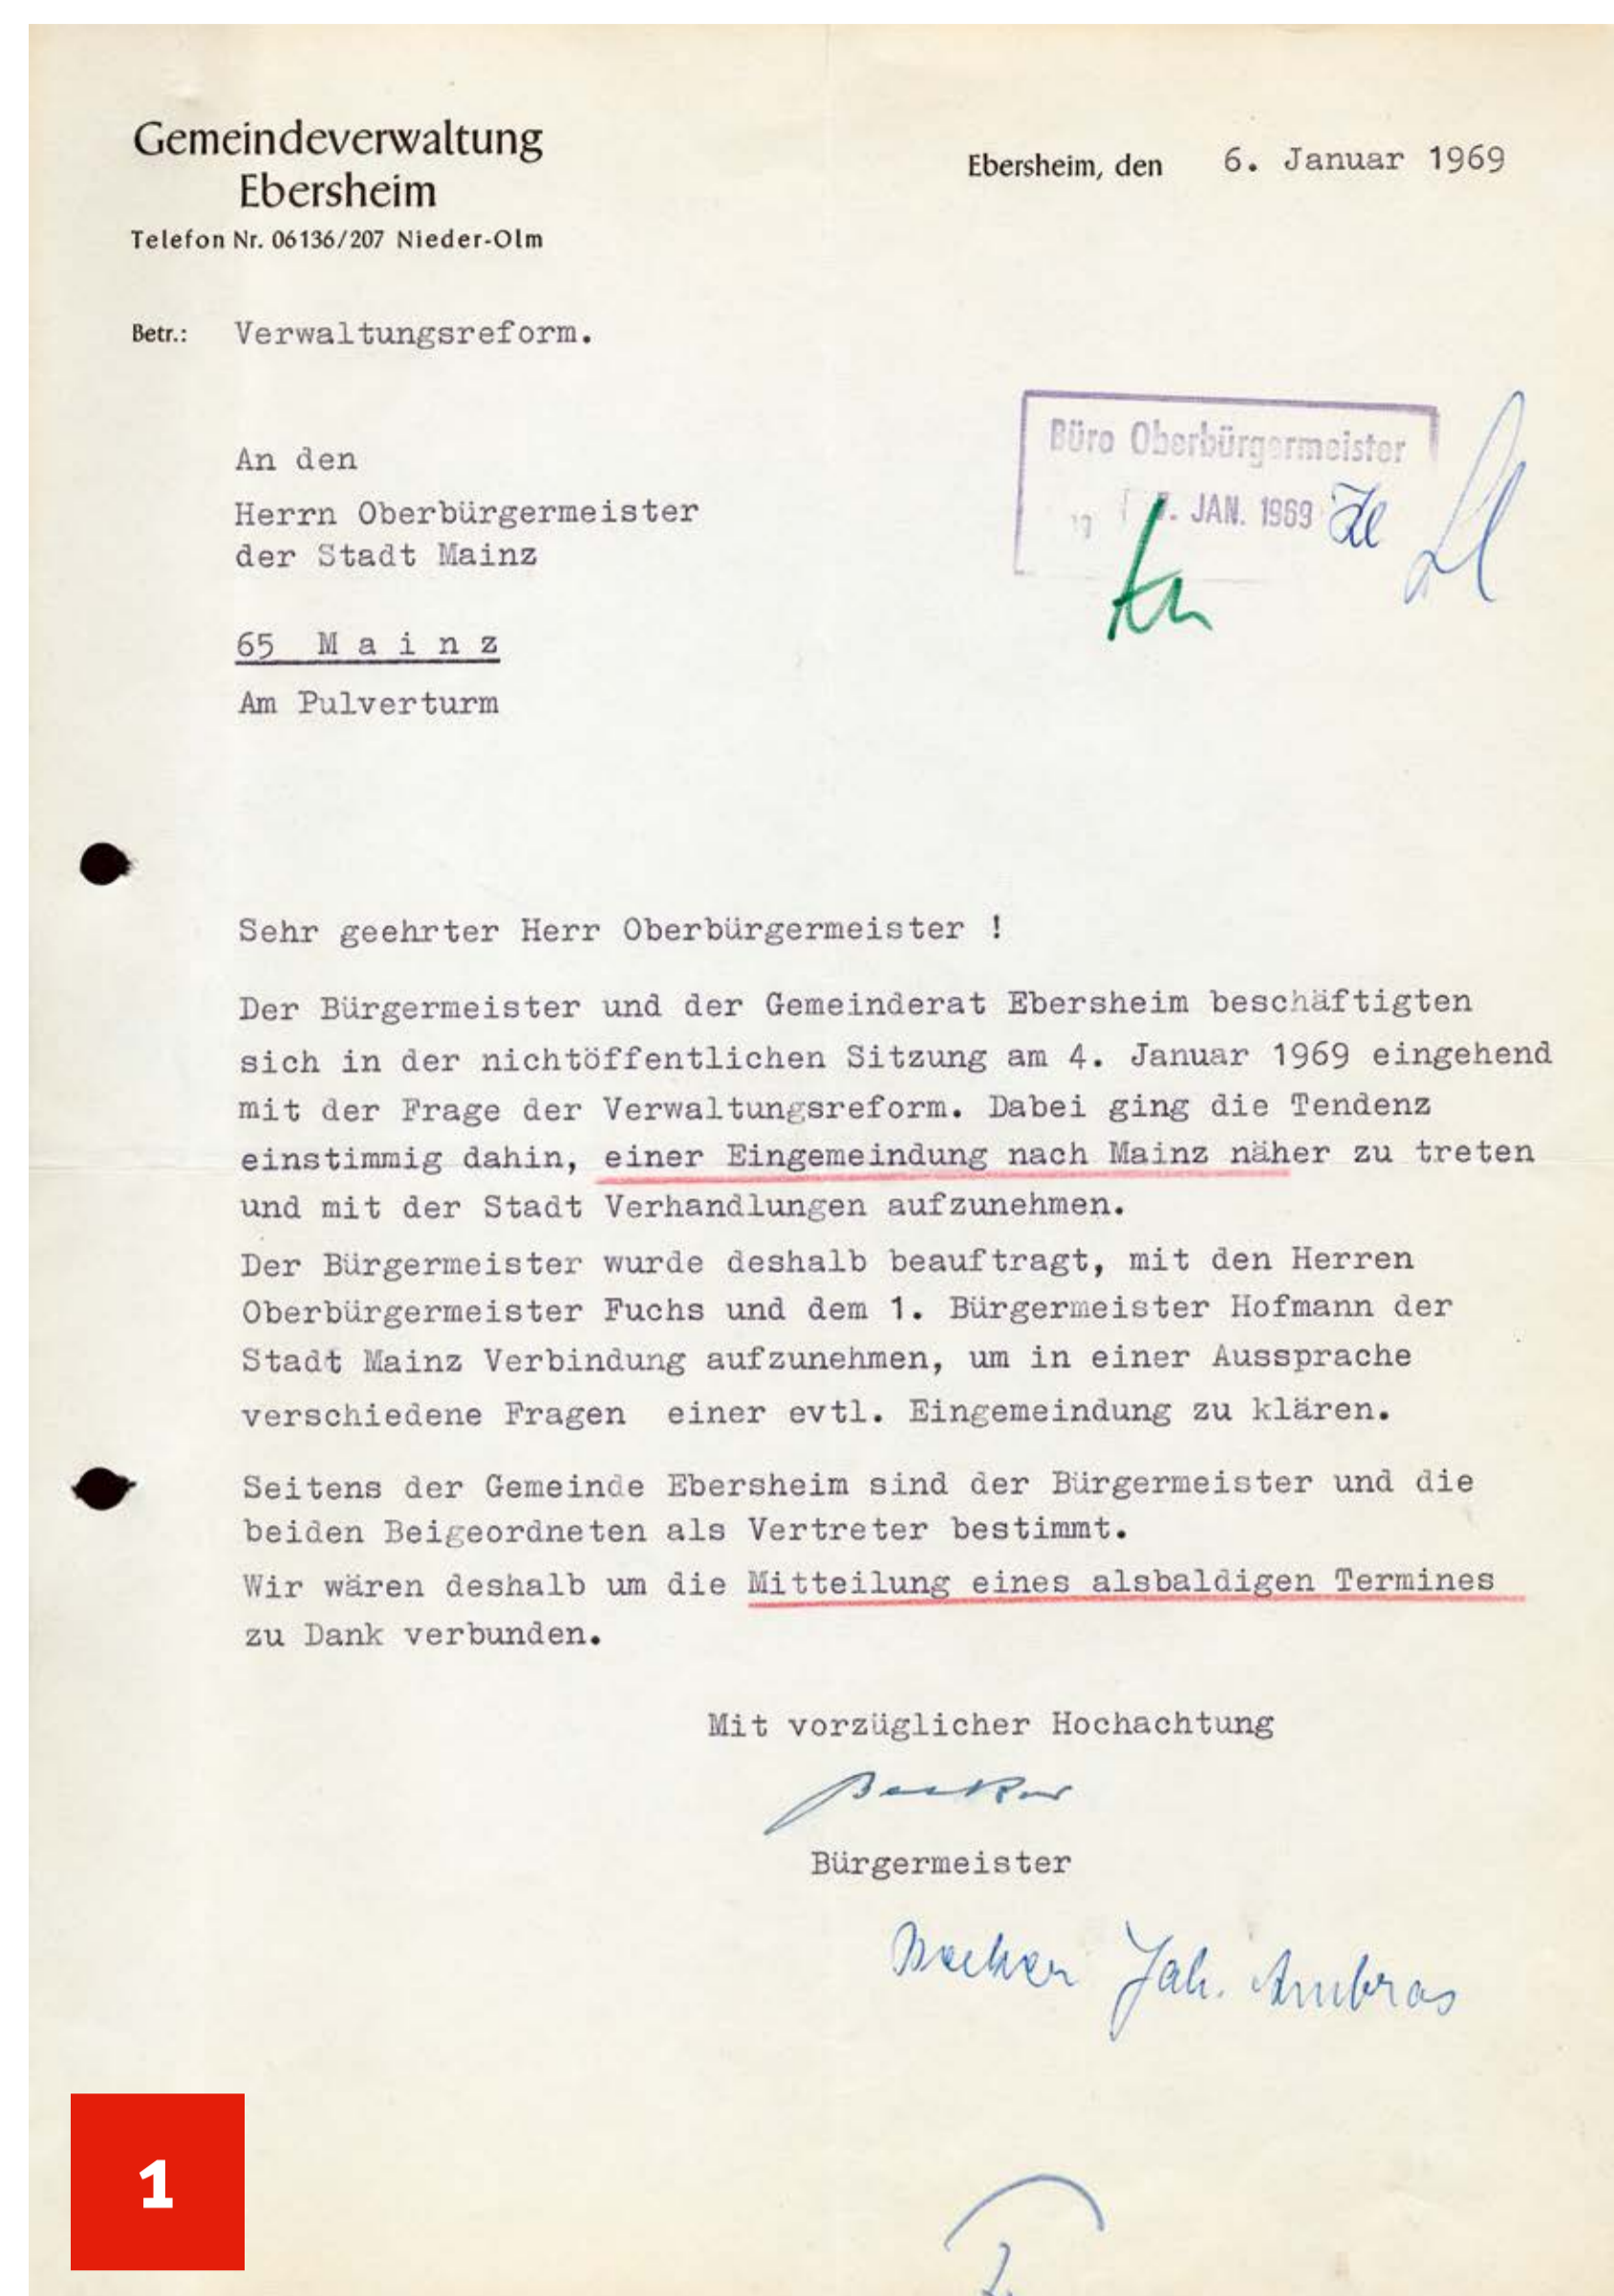 Gemeindeverwaltung
Ebersheim
Telefon Nr. 06136/207 Nieder-Olm
Ebersheim, den 6. Januar 1969
Betr.: Verwaltungsreform.
Büro Oberbürgermeister
JAN. 1969
An den
Herrn Oberbürgermeister
der Stadt Mainz
65 M a i n z
Am Pulverturm
Sehr geehrter Herr Oberbürgermeister !
Der Bürgermeister und der Gemeinderat Ebersheim beschäftigten
sich in der nichtöffentlichen Sitzung am 4. Januar 1969 eingehend
mit der Frage der Verwaltungsreform. Dabei ging die Tendenz
einstimmig dahin, einer Eingemeindung nach Mainz näher zu treten
und mit der Stadt Verhandlungen aufzunehmen.
Der Bürgermeister wurde deshalb beauftragt, mit den Herren
Oberbürgermeister Fuchs und dem 1. Bürgermeister Hofmann der
Stadt Mainz Verbindung aufzunehmen, um in einer Aussprache
verschiedene Fragen einer evtl. Eingemeindung zu klären.
Seitens der Gemeinde Ebersheim sind der Bürgermeister und die
beiden Beigeordneten als Vertreter bestimmt.
Wir wären deshalb um die Mitteilung eines alsbaldigen Termines
zu Dank verbunden.
Mit vorzüglicher Hochachtung
Becker
Bürgermeister
1